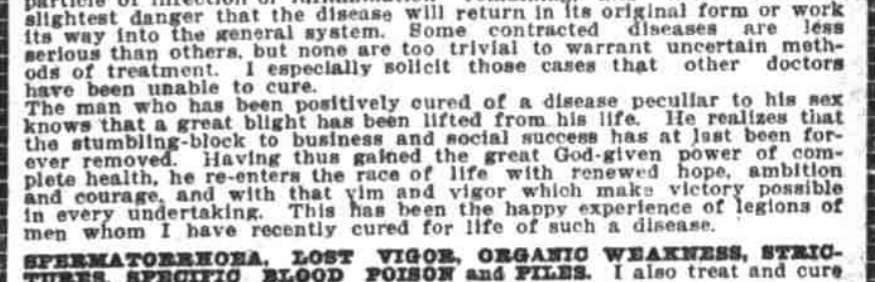 particle of infection or inflammation remaining,
slightest danger that the disease will return in its original form or work
its way into the general system. Some contracted diseases are less
serious than others, but none are too trivial to warrant uncertain meth-
ods of treatment. I especially solicit those cases that other doctors
have been unable to cure.
The man who has been positively cured of a disease peculiar to his sex
knows that a great blight has been lifted from his life. He realizes that
the stumbling-block to business and social success has at last been for-
ever removed. Having thus gained the great God-given power of com-
plete health, he re-enters the race of life with renewed hope, ambition
and courage, and with that vim and vigor which make victory possible
in every undertaking. This has been the happy experience of legions of
men whom I have recently cured for life of such a disease.
SPERMATORRHOEA, LOST VIGOR, ORGANIC WEAKNESS, STRIC-
TURES, SPECIFIC BLOOD POISON and PILES. I also treat and cure